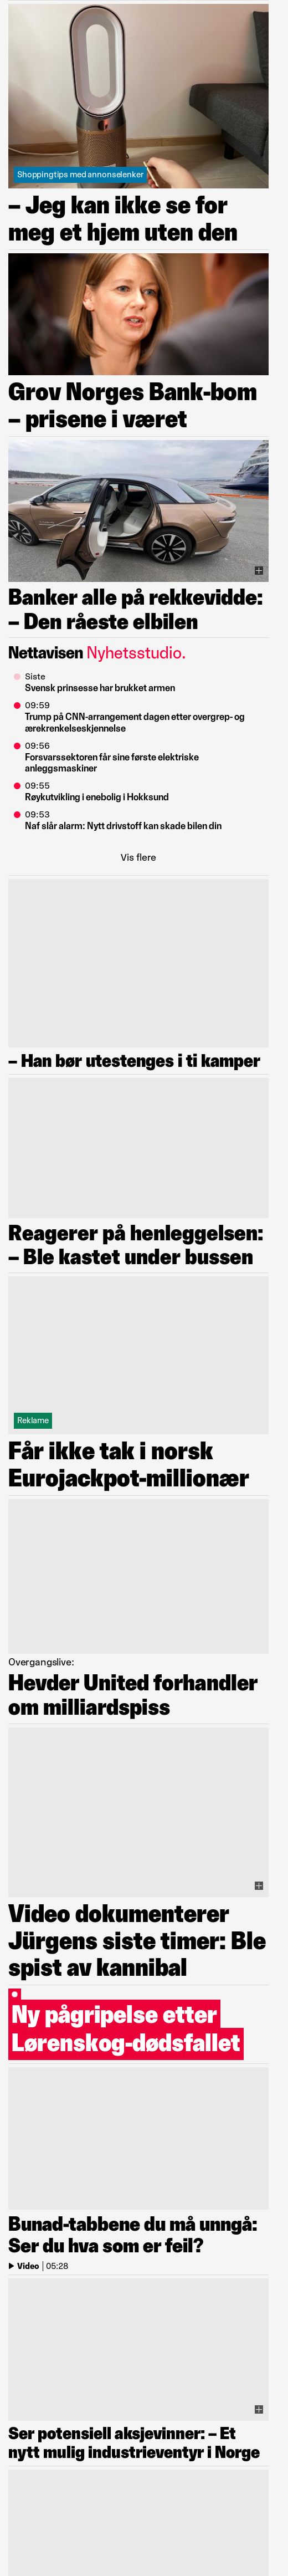 Shoppingtips med annonselenker
– Jeg kan ikke se for
meg et hjem uten den
Grov Norges Bank-bom
– prisene i været
Banker alle på rekkevidde:
– Den råeste elbilen
Nettavisen Nyhetsstudio.
Siste
Svensk prinsesse har brukket armen
09:59
Trump på CNN-arrangement dagen etter overgrep- og
ærekrenkelseskjennelse
09:56
Forsvarssektoren får sine første elektriske
anleggsmaskiner
09:55
Røykutvikling i enebolig i Hokksund
09:53
Naf slår alarm: Nytt drivstoff kan skade bilen din
Vis flere
– Han bør utestenges i ti kamper
Reagerer på henleggelsen:
– Ble kastet under bussen
Reklame
Får ikke tak i norsk
Eurojackpot-millionær
Overgangslive:
Hevder United forhandler
om milliardspiss
Video dokumenterer
Jürgens siste timer: Ble
spist av kannibal
Ny pågripelse etter
Lørenskog-dødsfallet
Bunad-tabbene du må unngå:
Ser du hva som er feil?
Video | 05:28
Ser potensiell aksjevinner: – Et
nytt mulig industrieventyr i Norge